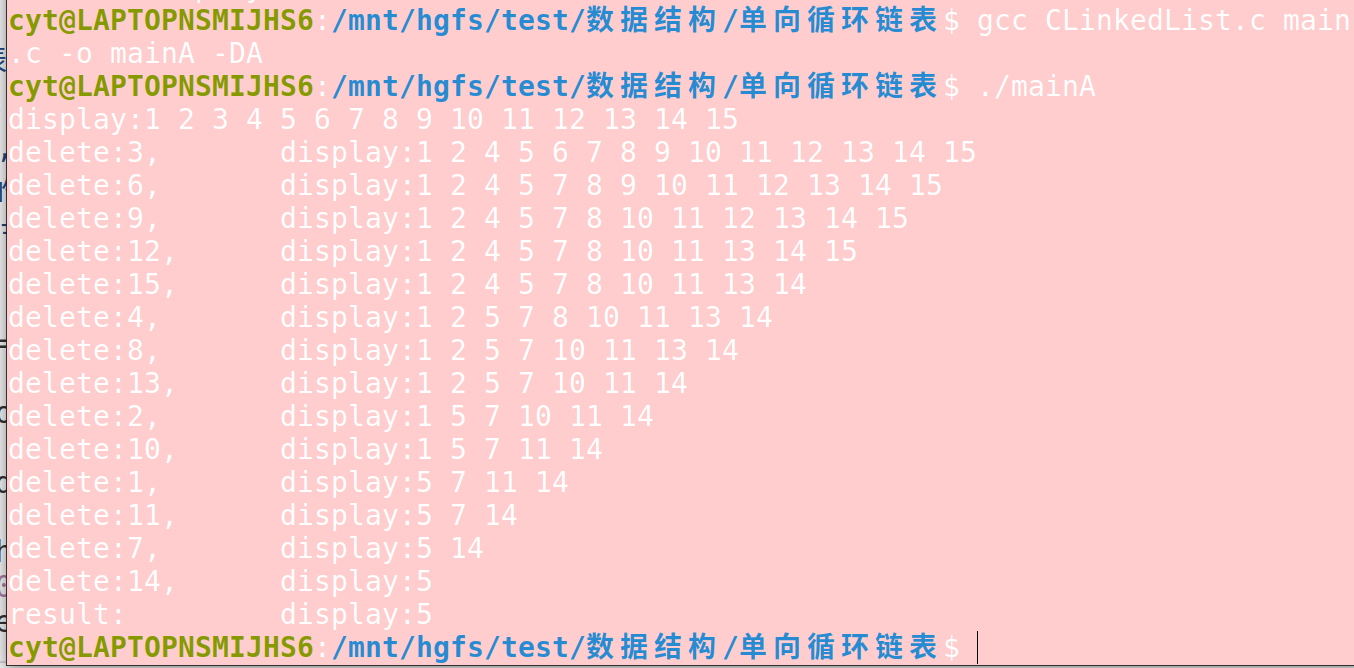 cyt@LAPTOPNSMIJHS6:/mnt/hgfs/test/数据结构/单向循环链表$ gcc CLinkedList.c main
.c -o mainA -DA
cyt@LAPTOPNSMIJHS6:/mnt/hgfs/test/数据结构/单向循环链表$ ./mainA
display:1 2 3 4 5 6 7 8 9 10 11 12 13 14 15
delete:3,       display:1 2 4 5 6 7 8 9 10 11 12 13 14 15
delete:6,       display:1 2 4 5 7 8 9 10 11 12 13 14 15
delete:9,       display:1 2 4 5 7 8 10 11 12 13 14 15
delete:12,      display:1 2 4 5 7 8 10 11 13 14 15
delete:15,      display:1 2 4 5 7 8 10 11 13 14
delete:4,       display:1 2 5 7 8 10 11 13 14
delete:8,       display:1 2 5 7 10 11 13 14
delete:13,      display:1 2 5 7 10 11 14
delete:2,       display:1 5 7 10 11 14
delete:10,      display:1 5 7 11 14
delete:1,       display:5 7 11 14
delete:11,      display:5 7 14
delete:7,       display:5 14
delete:14,      display:5
result:         display:5
cyt@LAPTOPNSMIJHS6:/mnt/hgfs/test/数据结构/单向循环链表$